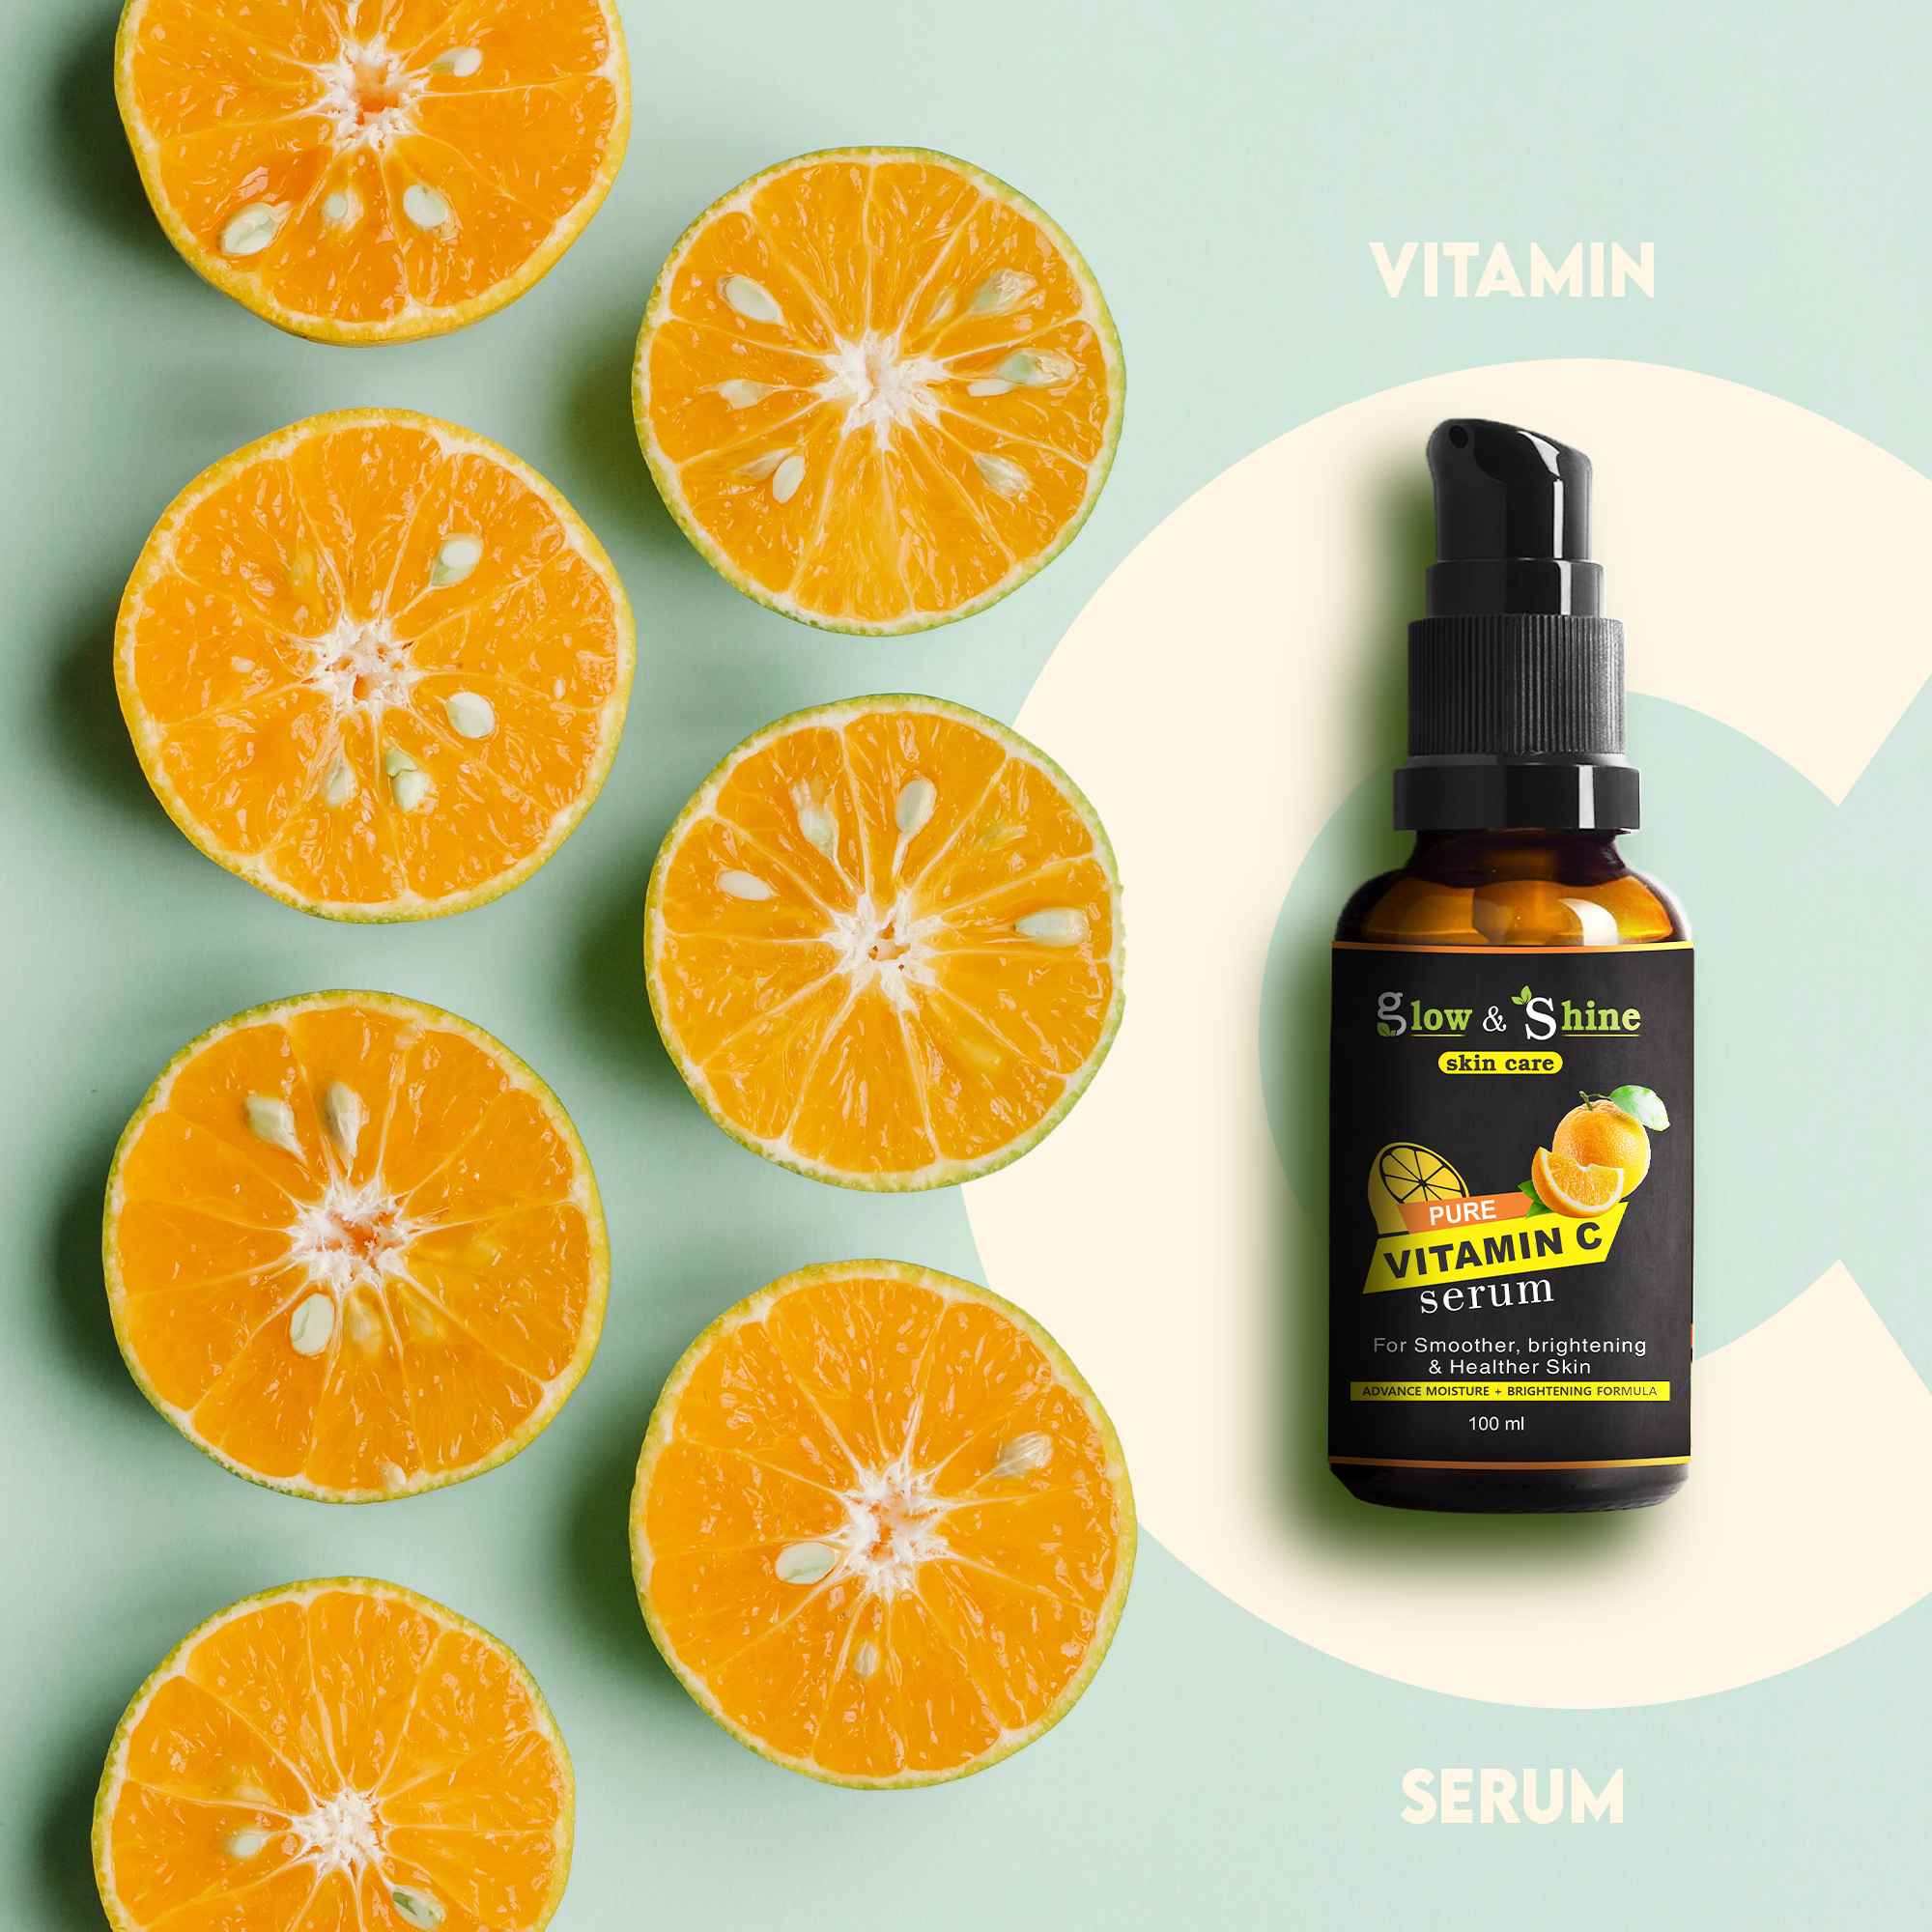 VITAMIN
C
glow & Shine
skin care
PURE
VITAMIN C
serum
For Smoother, brightening
& Healther Skin
ADVANCE MOISTURE + BRIGHTENING FORMULA
100 ml
SERUM